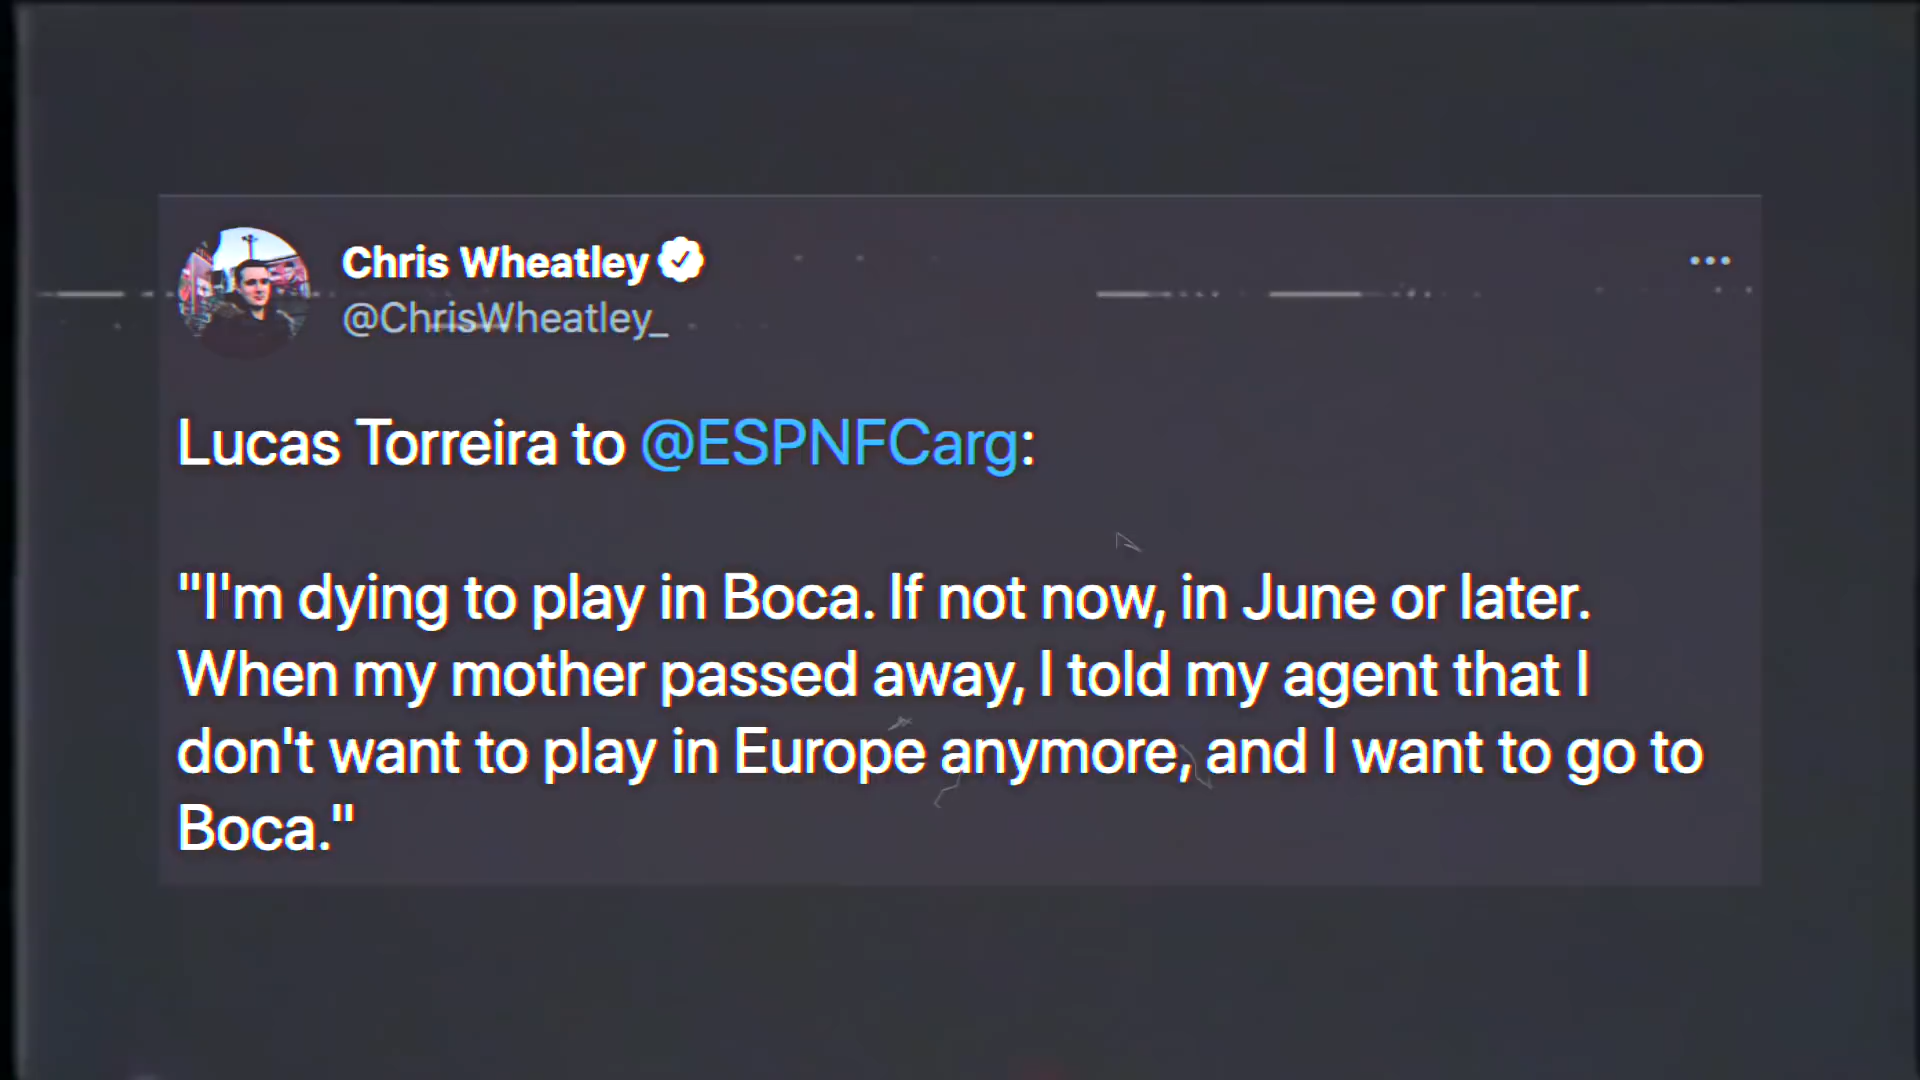 Chris Wheatley
@ChrisWheatley_
Lucas Torreira to @ESPNFCarg:
"I'm dying to play in Boca. If not now, in June or later.
When my mother passed away, I told my agent that I
don't want to play in Europe anymore, and I want to go to
Boca."